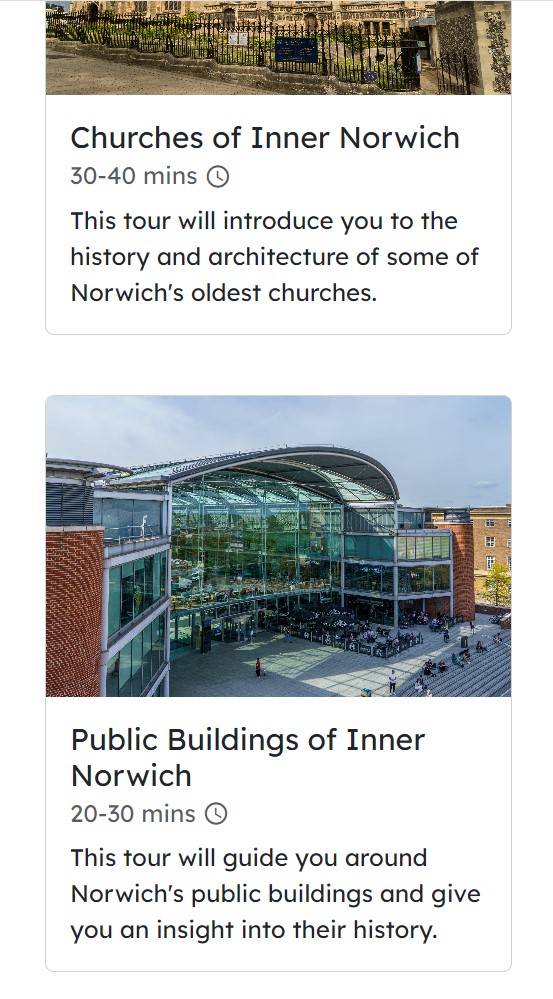 Churches of Inner Norwich
30-40 mins
This tour will introduce you to the
history and architecture of some of
Norwich's oldest churches.
Public Buildings of Inner
Norwich
20-30 mins
This tour will guide you around
Norwich's public buildings and give
you an insight into their history.